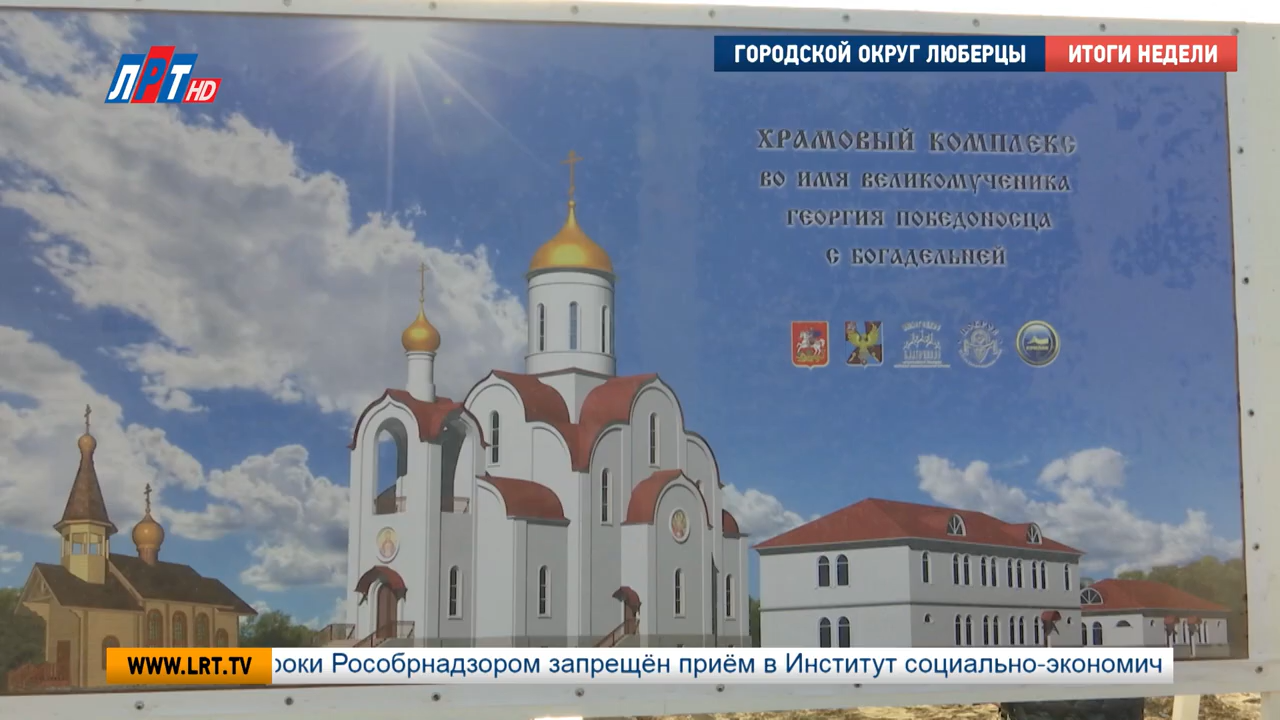 ЛРТ HD
ГОРОДСКОЙ ОКРУГ ЛЮБЕРЦЫ ИТОГИ НЕДЕЛИ
ХРАМОВЫЙ КОМПЛЕКС
ВО ИМЯ ВЕЛИКОМУЧЕНИКА
ГЕОРГИЯ ПОБЕДОНОСЦА
С БОГАДЕЛЬНЕЙ
WWW.LRT.TV роки Рособрнадзором запрещён приём в Институт социально-экономич